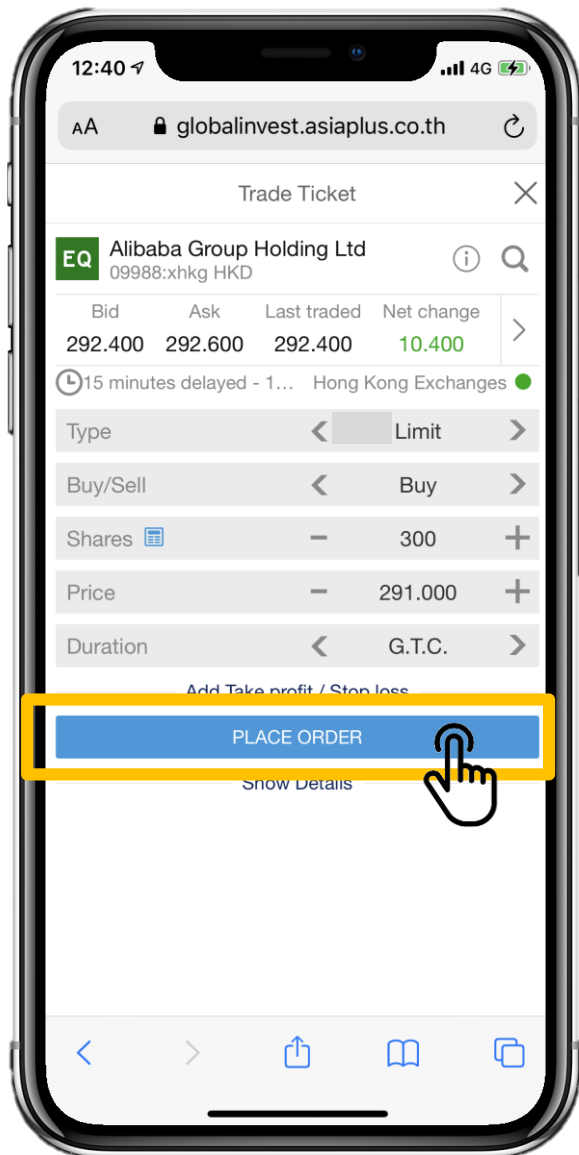 12:40 4G
AA globalinvest.asiaplus.co.th
Trade Ticket
EQ Alibaba Group Holding Ltd
09988:xhkg HKD
Bid Ask Last traded Net change
292.400 292.600 292.400 10.400
15 minutes delayed - 1... Hong Kong Exchanges
Type Limit
Buy/Sell Buy
Shares 300
Price 291.000
Duration G.T.C.
Add Take profit / Stop loss
PLACE ORDER
Show Details